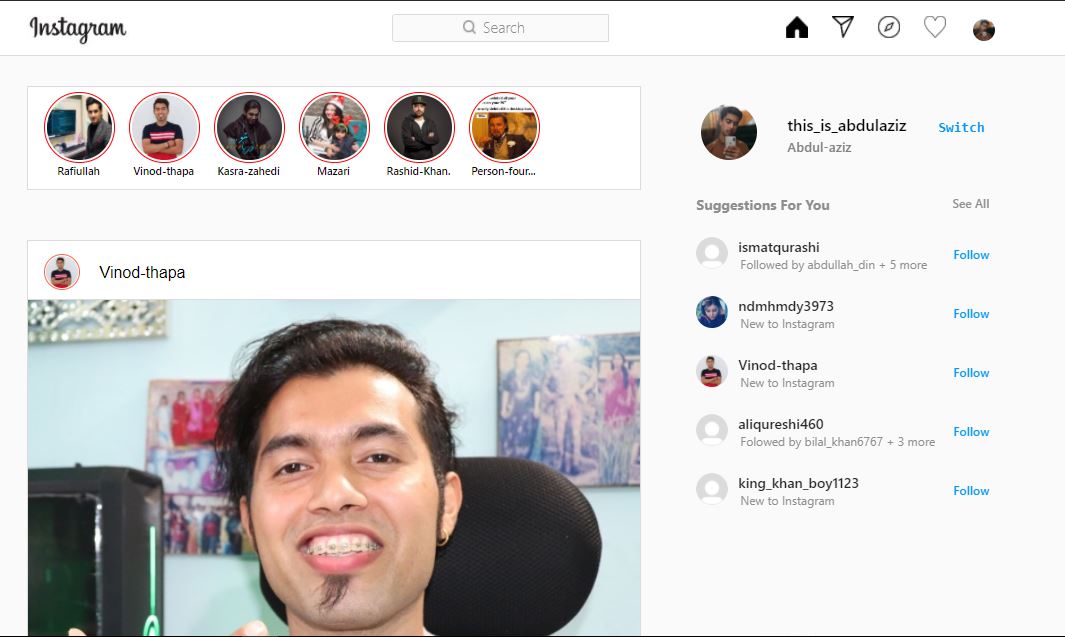 Instagram
Search
Rafiullah
Vinod-thapa
Kasra-zahedi
Mazari
Rashid-Khan.
Person-four...
this_is_abdulaziz
Abdul-aziz
Switch
Suggestions For You
See All
Vinod-thapa
ismatqurashi
Followed by abdullah_din + 5 more
Follow
ndmhmdy3973
New to Instagram
Follow
Vinod-thapa
New to Instagram
Follow
aliqureshi460
Folowed by bilal_khan6767 + 3 more
Follow
king_khan_boy1123
New to Instagram
Follow